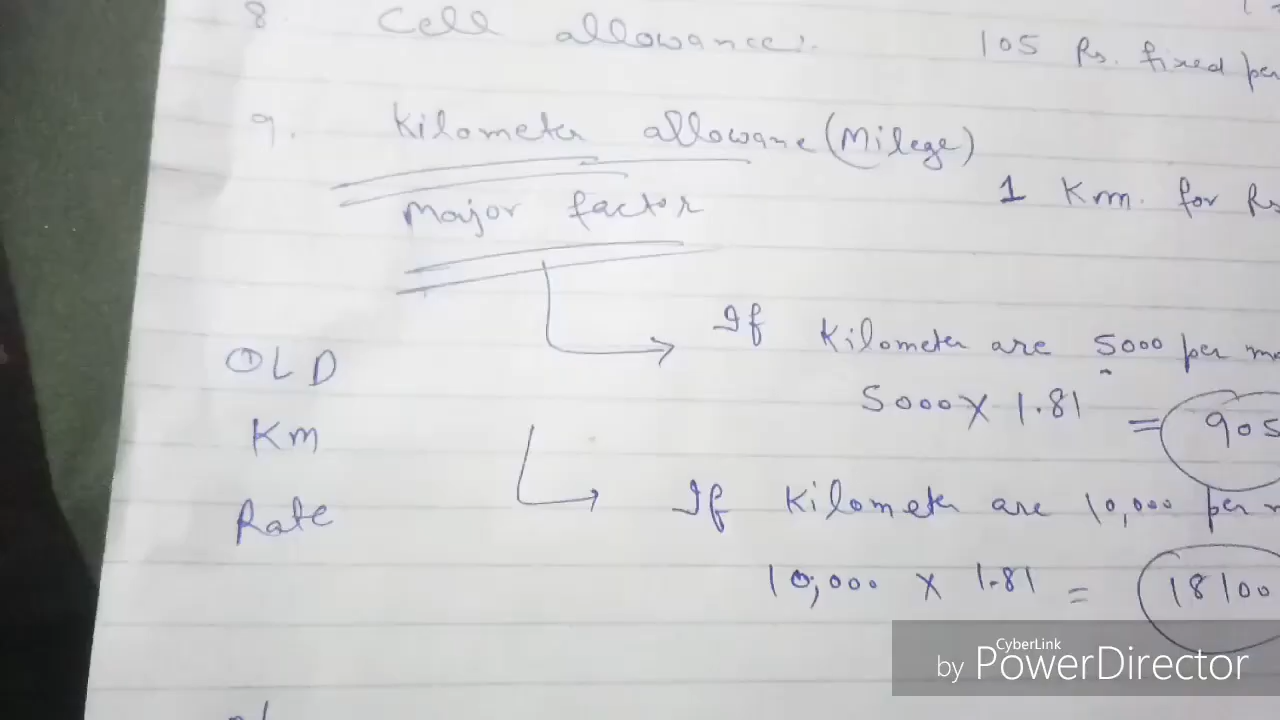 8 Cell allowance:. 105 Rs. fixed per
9. Kilometer allowane (Milege)
1 Km. for Rs
Major factor
If Kilometer are 5000 per m
OLD
5000 X 1.81 = 905
Km
If Kilometer are 10,000 per m
Rate
10,000 X 1.81 = 18100
CyberLink
by PowerDirector